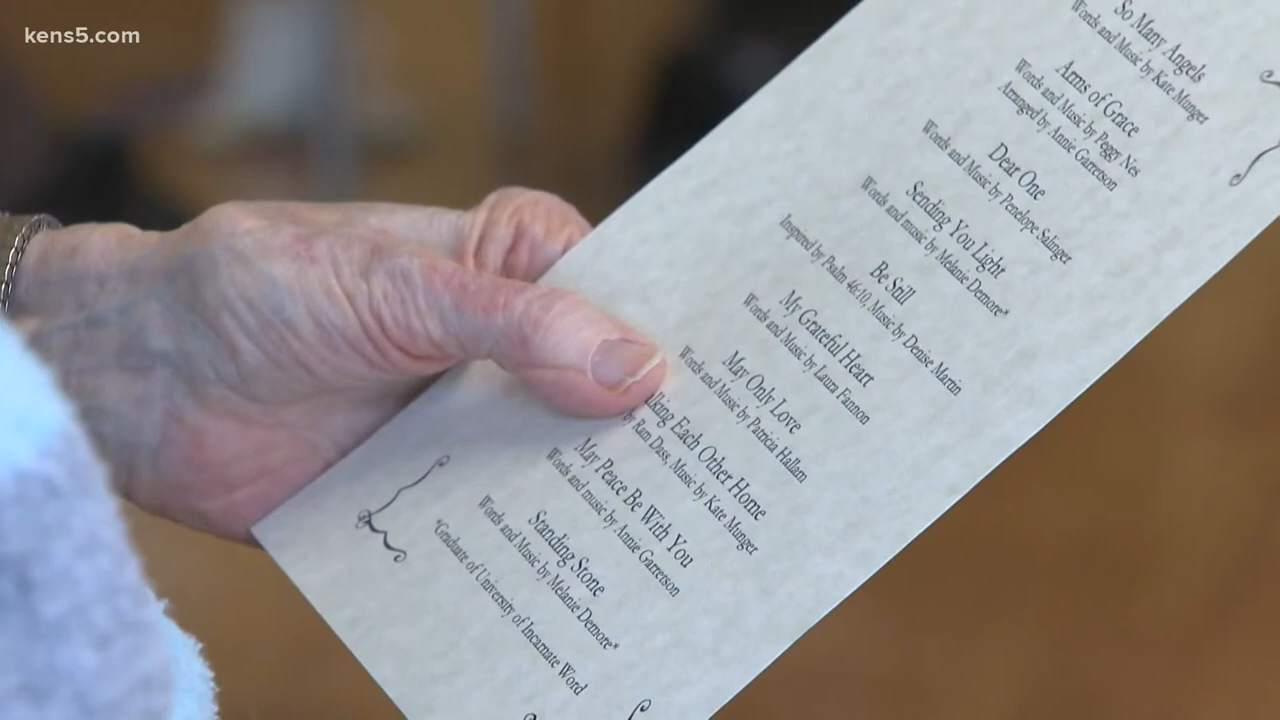 kens5.com
So Many Angels
Words and Music by Kate Munger
Arms of Grace
Words and Music by Peggy Nes
Arranged by Annie Garretson
Dear One
Words and Music by Penelope Salinger
Sending You Light
Words and music by Melanie Demore*
Be Still
Inspired by Psalm 46:10, Music by Denise Martin
My Grateful Heart
Words and Music by Laura Fannon
May Only Love
Words and Music by Patricia Hallam
Each Other Home
by Ram Dass, Music by Kate Munger
May Peace Be With You
Words and music by Annie Garretson
Standing Stone
Words and Music by Melanie Demore*
*Graduate of University of Incarnate Word